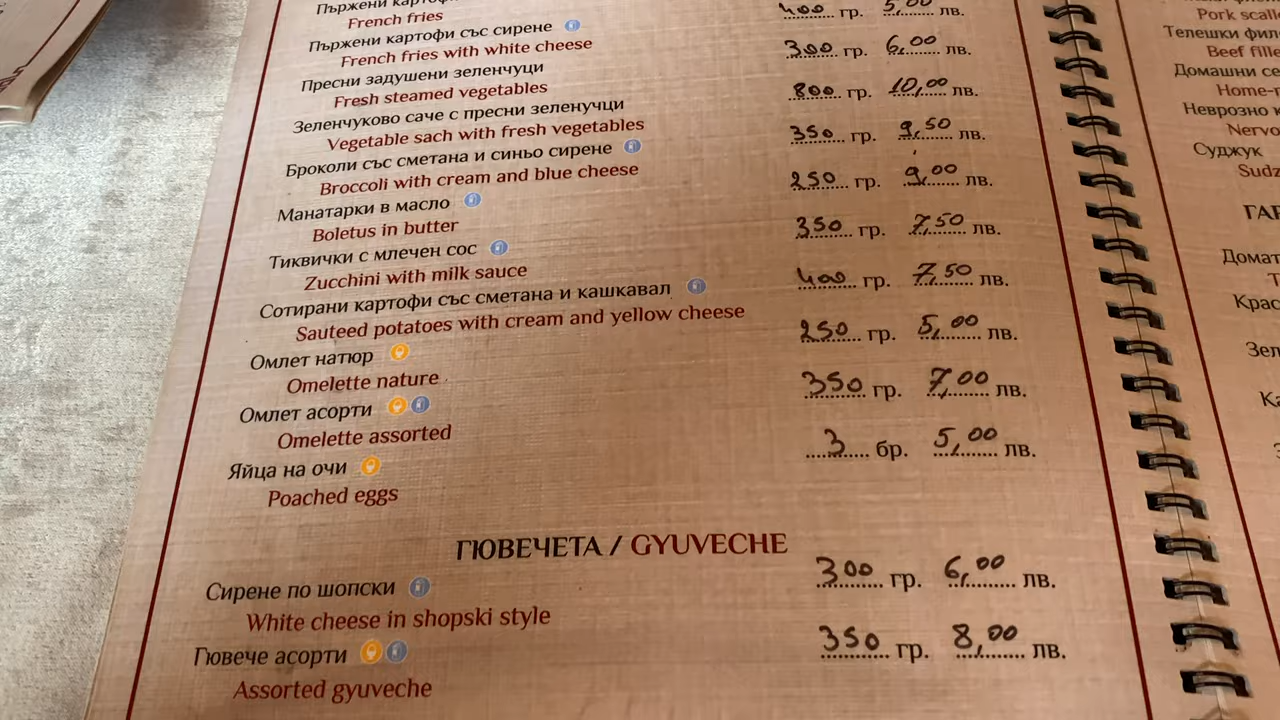 Пържени
French fries
Пържени картофи със сирене 400 гр. 5,00 лв.
French fries with white cheese
Пресни задушени зеленчуци 300 гр. 6,00 лв.
Fresh steamed vegetables
Зеленчуково саче с пресни зеленучци 800 гр. 10,00 лв.
Vegetable sach with fresh vegetables
Броколи със сметана и синьо сирене 350 гр. 9,50 лв.
Broccoli with cream and blue cheese
Манатарки в масло 250 гр. 9,00 лв.
Boletus in butter
Тиквички с млечен сос 350 гр. 7,50 лв.
Zucchini with milk sauce
Сотирани картофи със сметана и кашкавал 400 гр. 7,50 лв.
Sauteed potatoes with cream and yellow cheese
Омлет натюр 250 гр. 5,00 лв.
Omelette nature
Омлет асорти 350 гр. 7,00 лв.
Omelette assorted
Яйца на очи 3 бр. 5,00 лв.
Poached eggs
ГЮВЕЧЕТА / GYUVECHE
Сирене по шопски 300 гр. 6,00 лв.
White cheese in shopski style
Гювече асорти 350 гр. 8,00 лв.
Assorted gyuveche
Pork
Телешки
Beef
Домашни
Неврозно
Суджук